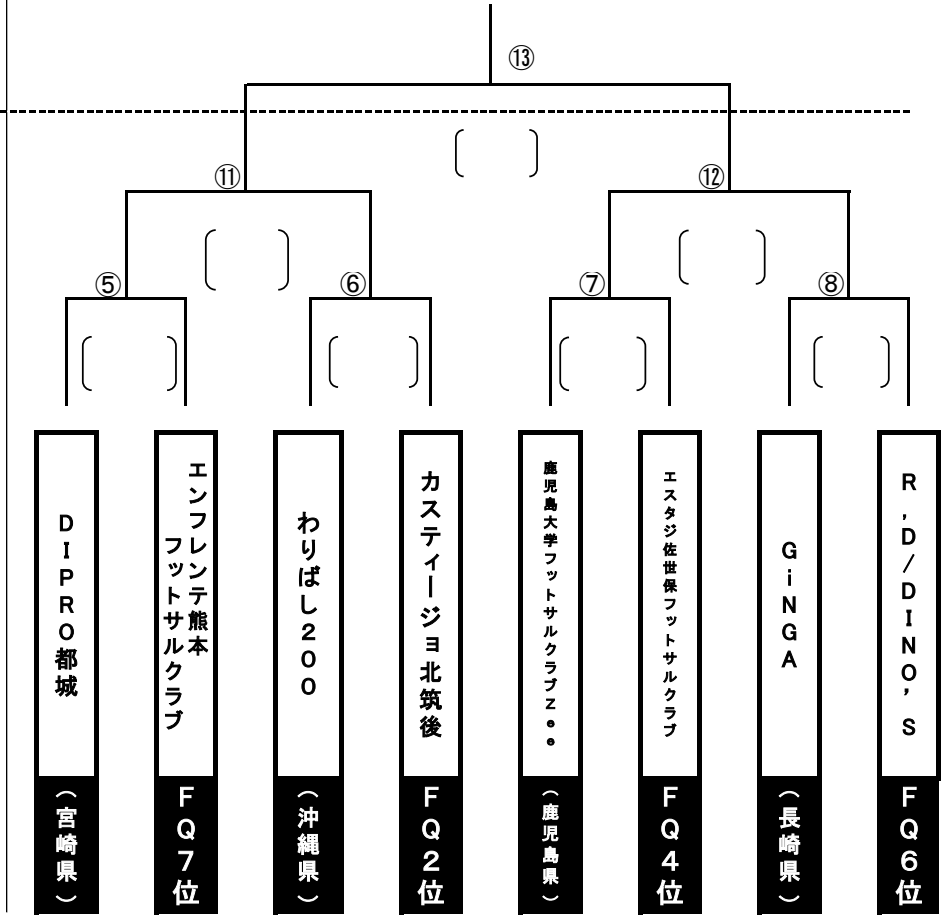 ⑬
⑪
⑫
⑤
⑥
⑦
⑧
DIPRO都城
(宮崎県)
エンフレンテ熊本
フットサルクラブ
FQ7位
わりばし200
(沖縄県)
カスティージョ北筑後
FQ2位
鹿児島大学フットサルクラブZee
(鹿児島県)
エスタジ佐世保フットサルクラブ
FQ4位
GiNGA
(長崎県)
R,D/DINO'S
FQ6位